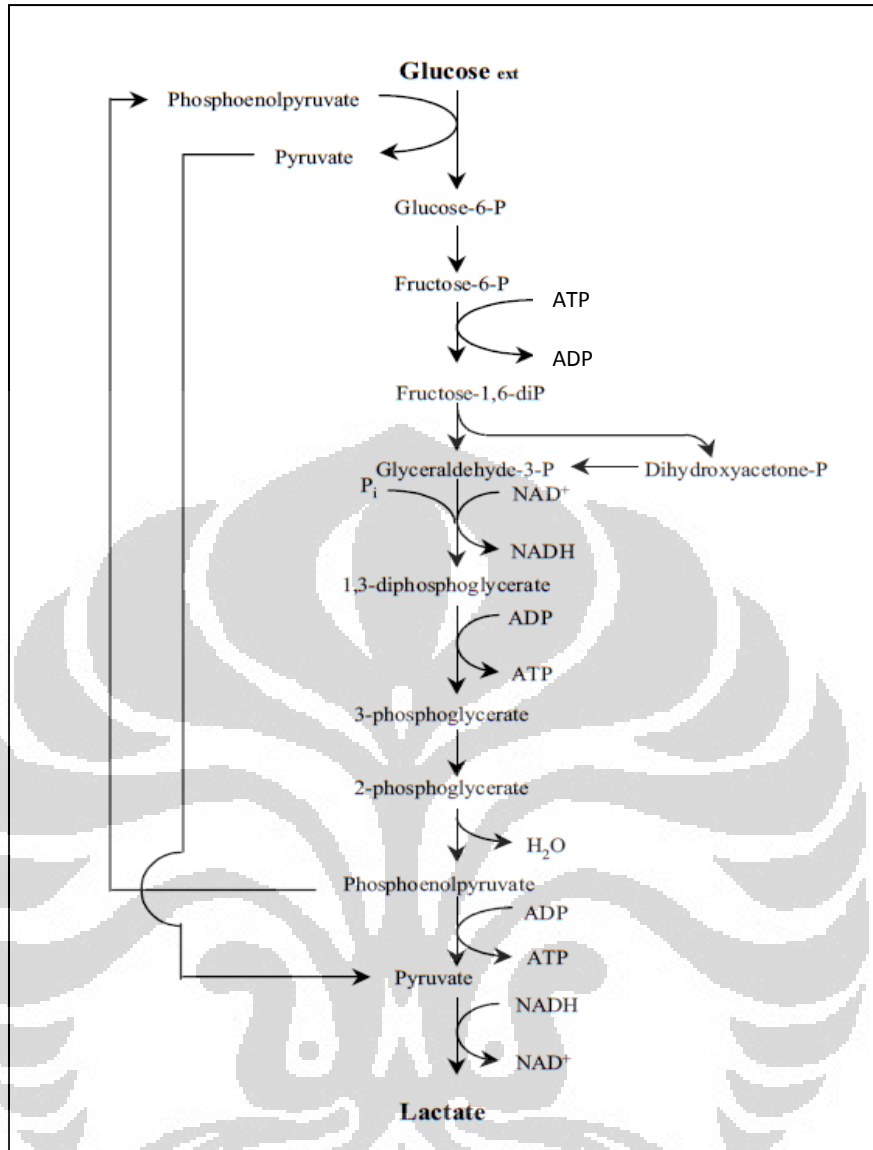 Glucose ext
Phosphoenolpyruvate
Pyruvate
Glucose-6-P
Fructose-6-P
ATP
ADP
Fructose-1,6-diP
Glyceraldehyde-3-P
Dihydroxyacetone-P
Pi
NAD+
NADH
1,3-diphosphoglycerate
ADP
ATP
3-phosphoglycerate
2-phosphoglycerate
H2O
Phosphoenolpyruvate
ADP
ATP
Pyruvate
NADH
NAD+
Lactate